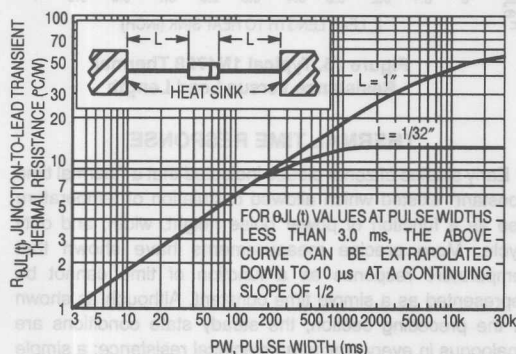 100
70
50
30
20
10
7
5
3
2
1
RθJL(t), JUNCTION-TO-LEAD TRANSIENT
THERMAL RESISTANCE (°C/W)
L
L
HEAT SINK
L = 1"
L = 1/32"
FOR θJL(t) VALUES AT PULSE WIDTHS
LESS THAN 3.0 ms, THE ABOVE
CURVE CAN BE EXTRAPOLATED
DOWN TO 10 µs AT A CONTINUING
SLOPE OF 1/2
3 5 10 20 50 100 200 500 1000 2000 5000 10k 30k
PW, PULSE WIDTH (ms)